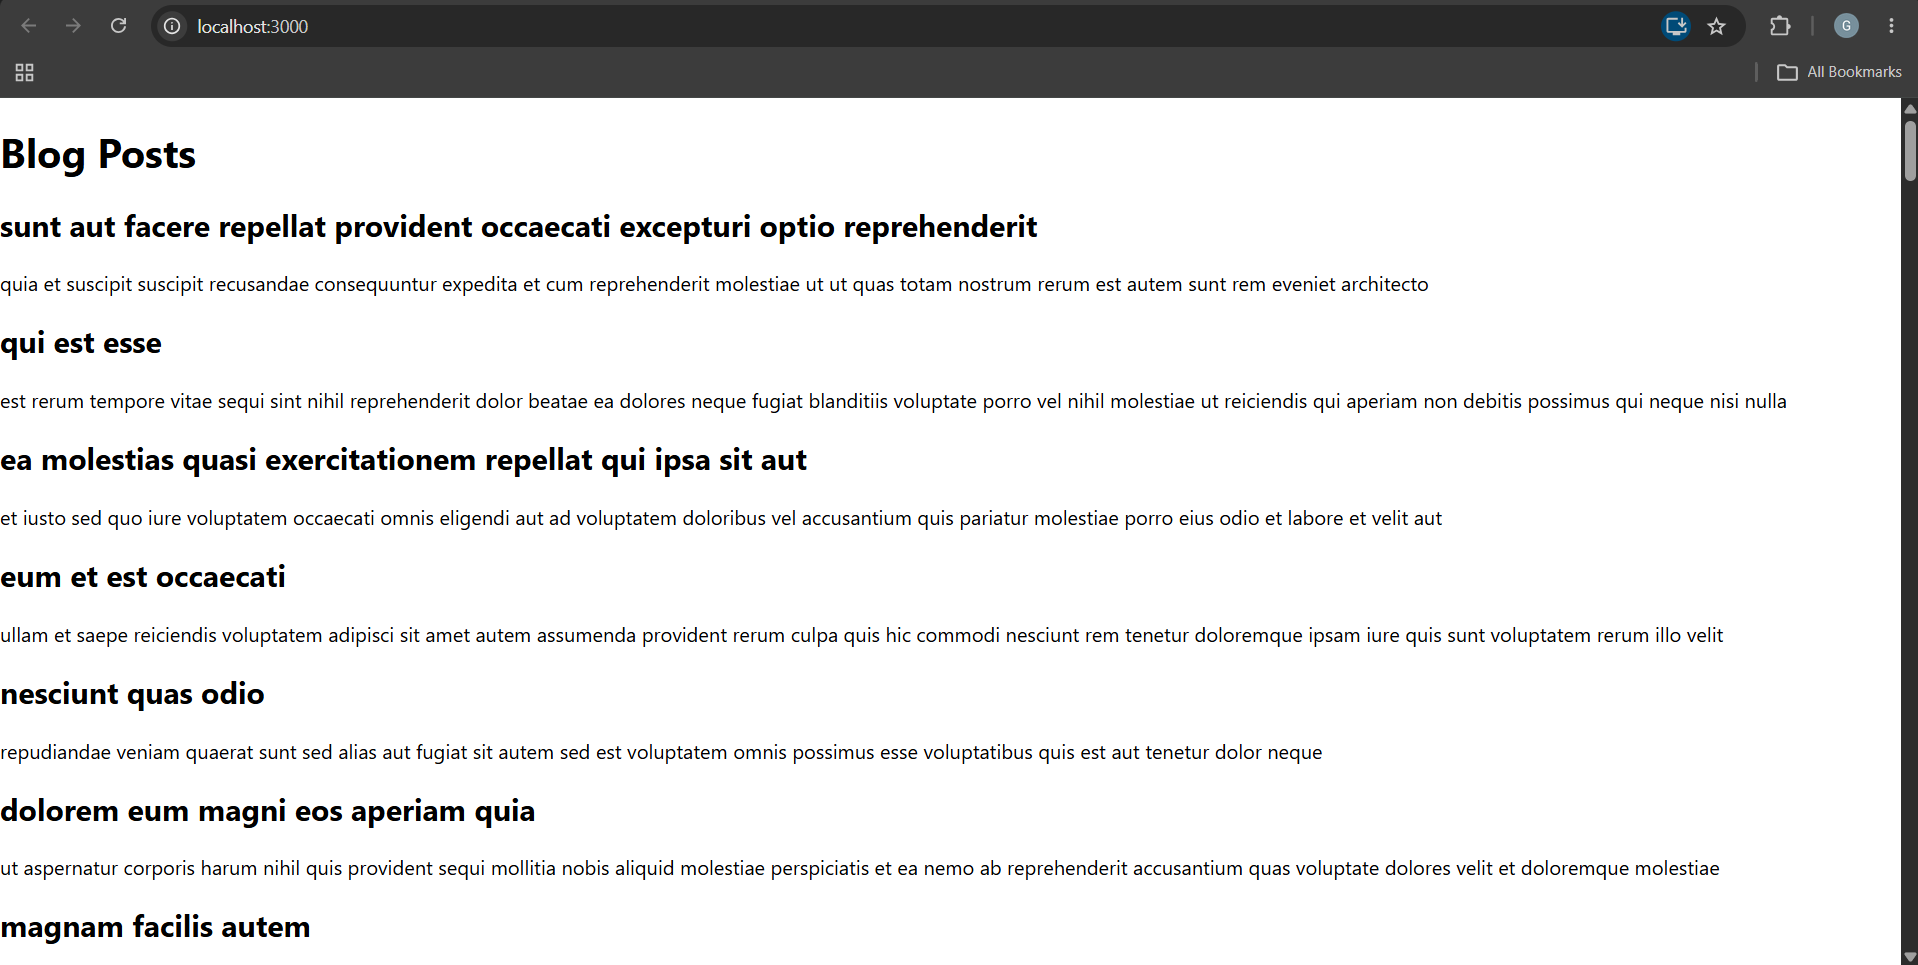 localhost:3000
G
All Bookmarks
Blog Posts
sunt aut facere repellat provident occaecati excepturi optio reprehenderit
quia et suscipit suscipit recusandae consequuntur expedita et cum reprehenderit molestiae ut ut quas totam nostrum rerum est autem sunt rem eveniet architecto
qui est esse
est rerum tempore vitae sequi sint nihil reprehenderit dolor beatae ea dolores neque fugiat blanditiis voluptate porro vel nihil molestiae ut reiciendis qui aperiam non debitis possimus qui neque nisi nulla
ea molestias quasi exercitationem repellat qui ipsa sit aut
et iusto sed quo iure voluptatem occaecati omnis eligendi aut ad voluptatem doloribus vel accusantium quis pariatur molestiae porro eius odio et labore et velit aut
eum et est occaecati
ullam et saepe reiciendis voluptatem adipisci sit amet autem assumenda provident rerum culpa quis hic commodi nesciunt rem tenetur doloremque ipsam iure quis sunt voluptatem rerum illo velit
nesciunt quas odio
repudiandae veniam quaerat sunt sed alias aut fugiat sit autem sed est voluptatem omnis possimus esse voluptatibus quis est aut tenetur dolor neque
dolorem eum magni eos aperiam quia
ut aspernatur corporis harum nihil quis provident sequi mollitia nobis aliquid molestiae perspiciatis et ea nemo ab reprehenderit accusantium quas voluptate dolores velit et doloremque molestiae
magnam facilis autem